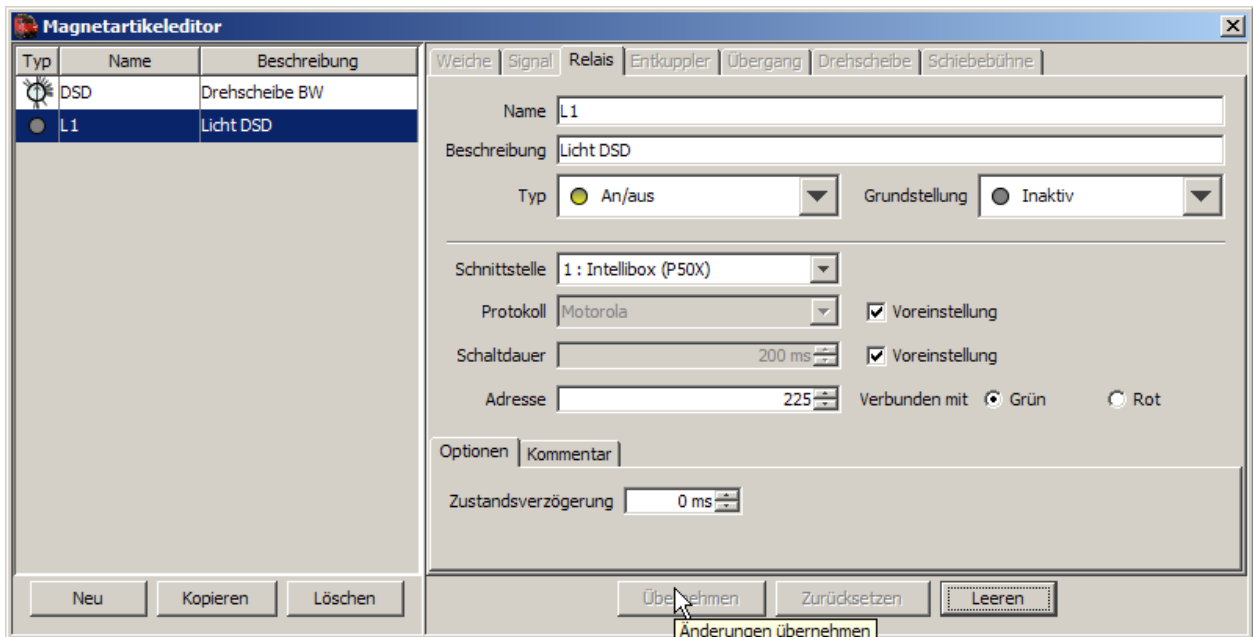 Magnetartikeleditor
Typ Name Beschreibung
DSD Drehscheibe BW
L1 Licht DSD
Neu Kopieren Löschen
Weiche Signal Relais Entkuppler Übergang Drehscheibe Schiebebühne
Name L1
Beschreibung Licht DSD
Typ An/aus Grundstellung Inaktiv
Schnittstelle 1 : Intellibox (P50X)
Protokoll Motorola Voreinstellung
Schaltdauer 200 ms Voreinstellung
Adresse 225 Verbunden mit Grün Rot
Optionen Kommentar
Zustandsverzögerung 0 ms
Übernehmen Zurücksetzen Leeren
Änderungen übernehmen